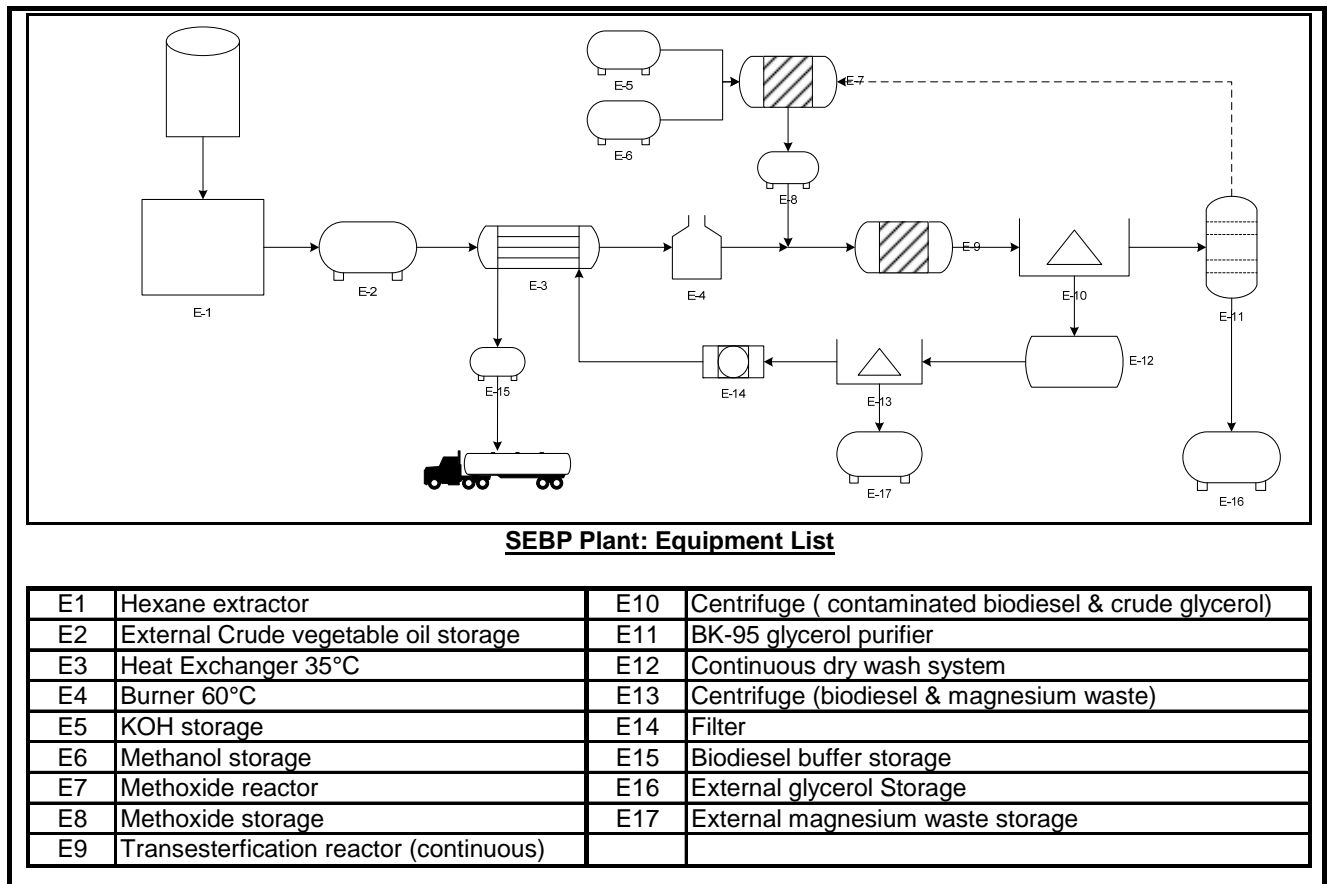 E-5
E-7
E-6
E-8
E-1
E-2
E-3
E-4
E-9
E-10
E-11
E-12
E-15
E-14
E-13
E-17
E-16
SEBP Plant: Equipment List
E1 Hexane extractor E10 Centrifuge ( contaminated biodiesel & crude glycerol)
E2 External Crude vegetable oil storage E11 BK-95 glycerol purifier
E3 Heat Exchanger 35°C E12 Continuous dry wash system
E4 Burner 60°C E13 Centrifuge (biodiesel & magnesium waste)
E5 KOH storage E14 Filter
E6 Methanol storage E15 Biodiesel buffer storage
E7 Methoxide reactor E16 External glycerol Storage
E8 Methoxide storage E17 External magnesium waste storage
E9 Transesterfication reactor (continuous)